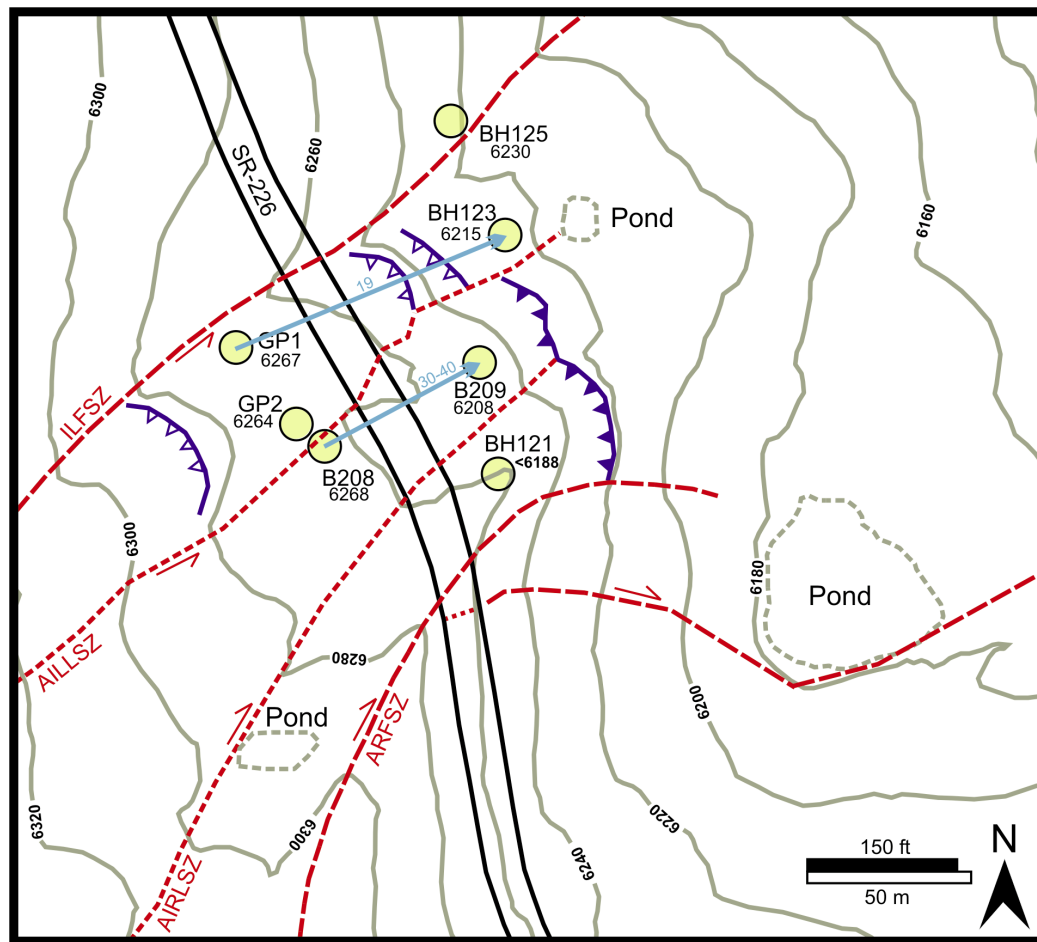 6300
6260
SR-226
BH125
6230
6160
BH123
6215
Pond
19
GP1
6267
30-40
ILFSZ
GP2
6264
B209
6208
B208
6268
BH121
<6188
6300
6180
Pond
AILLSZ
6280
6200
Pond
ARFSZ
6320
6300
6220
AIRLSZ
6240
150 ft
50 m
N